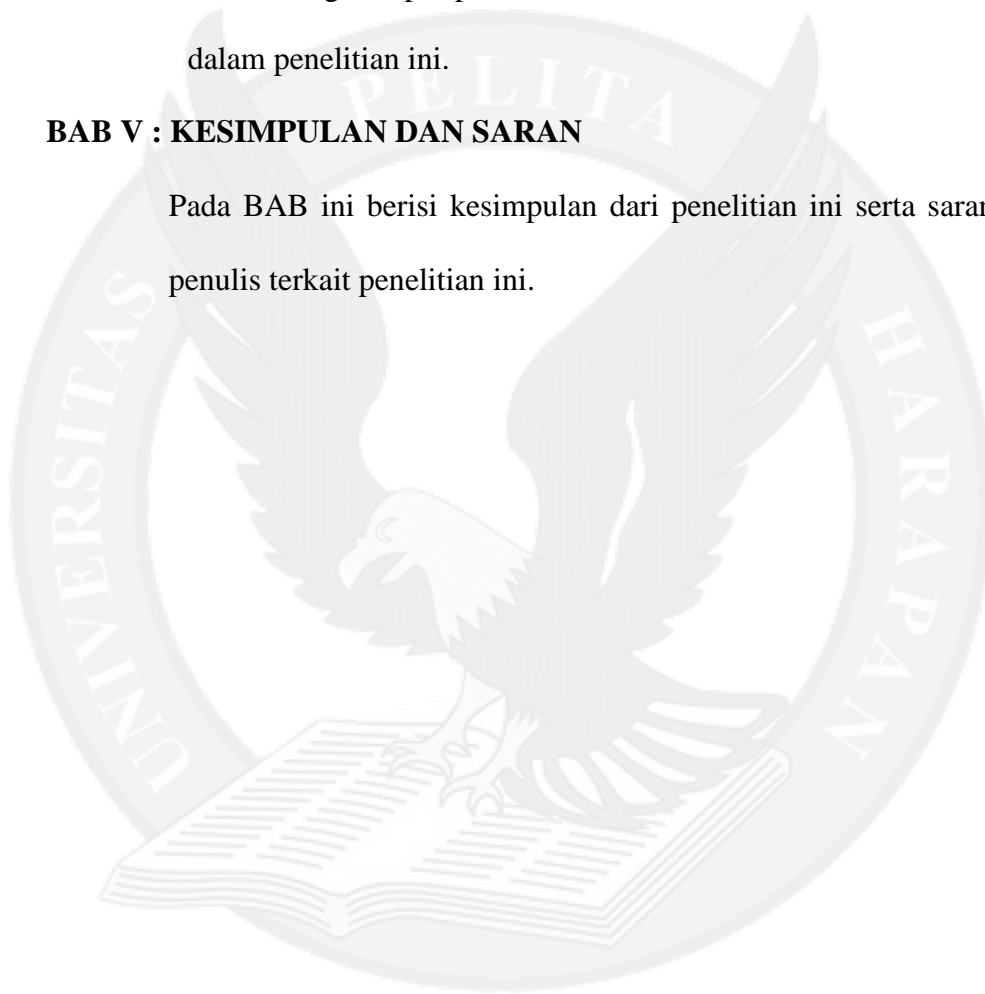 dalam penelitian ini.
BAB V : KESIMPULAN DAN SARAN
Pada BAB ini berisi kesimpulan dari penelitian ini serta saran
penulis terkait penelitian ini.
UNIVERSITAS PELITA HARAPAN